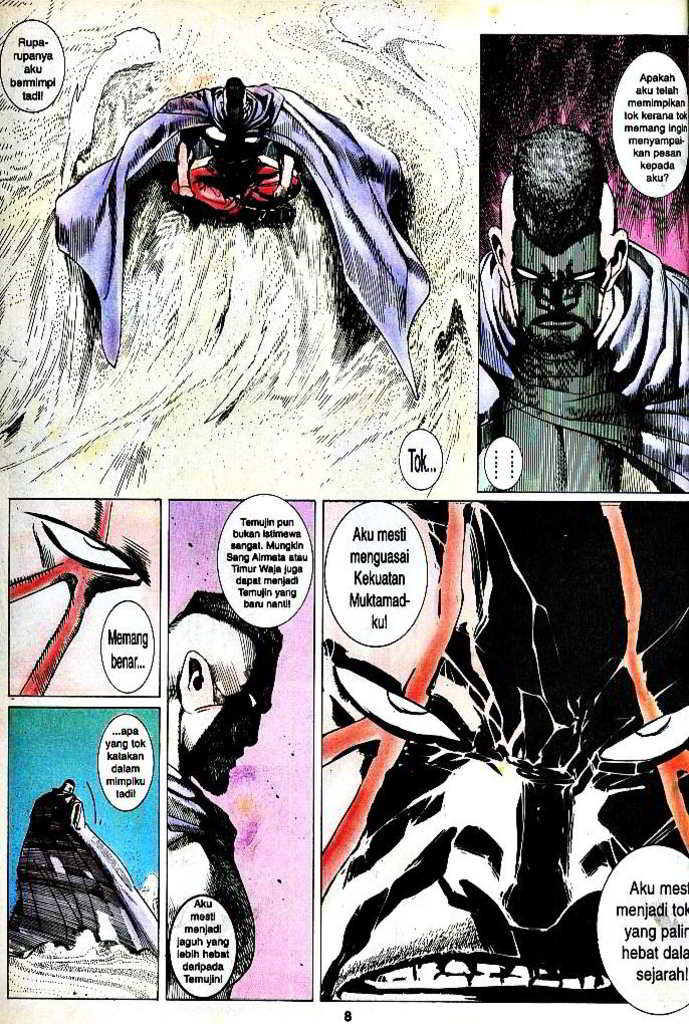 Rupa-
rupanya
aku
bermimpi
tadi!
Tok...
Apakah
aku telah
memimpikan
tok kerana tok
memang ingin
menyampai-
kan pesan
kepada
aku?
Memang
benar...
...apa
yang tok
katakan
dalam
mimpiku
tadi!
Temujin pun
bukan istimewa
sangat. Mungkin
Sang Airmata atau
Timur Waja juga
dapat menjadi
Temujin yang
baru nanti!
Aku
mesti
menjadi
jaguh yang
lebih hebat
daripada
Temujin!
Aku mesti
menguasai
Kekuatan
Muktamad-
ku!
Aku mesti
menjadi tok
yang palin
hebat dala
sejarah!
8